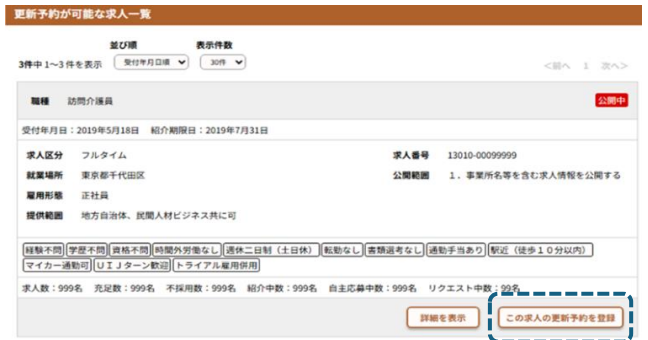 更新予約が可能な求人一覧
並び順 表示件数
3件中 1~3 件を表示 受付年月日順 30件 <前へ 1 次へ>
職種 訪問介護員 公開中
受付年月日：2019年5月18日 紹介期限日：2019年7月31日
求人区分 フルタイム 求人番号 13010-00099999
就業場所 東京都千代田区 公開範囲 １．事業所名等を含む求人情報を公開する
雇用形態 正社員
提供範囲 地方自治体、民間人材ビジネス共に可
経験不問 学歴不問 資格不問 時間外労働なし 週休二日制（土日休） 転勤なし 書類選考なし 通勤手当あり 駅近（徒歩１０分以内）
マイカー通勤可 ＵＩＪターン歓迎 トライアル雇用併用
求人数：999名 充足数：999名 不採用数：999名 紹介中数：999名 自主応募中数：999名 リクエスト中数：99名
詳細を表示 この求人の更新予約を登録